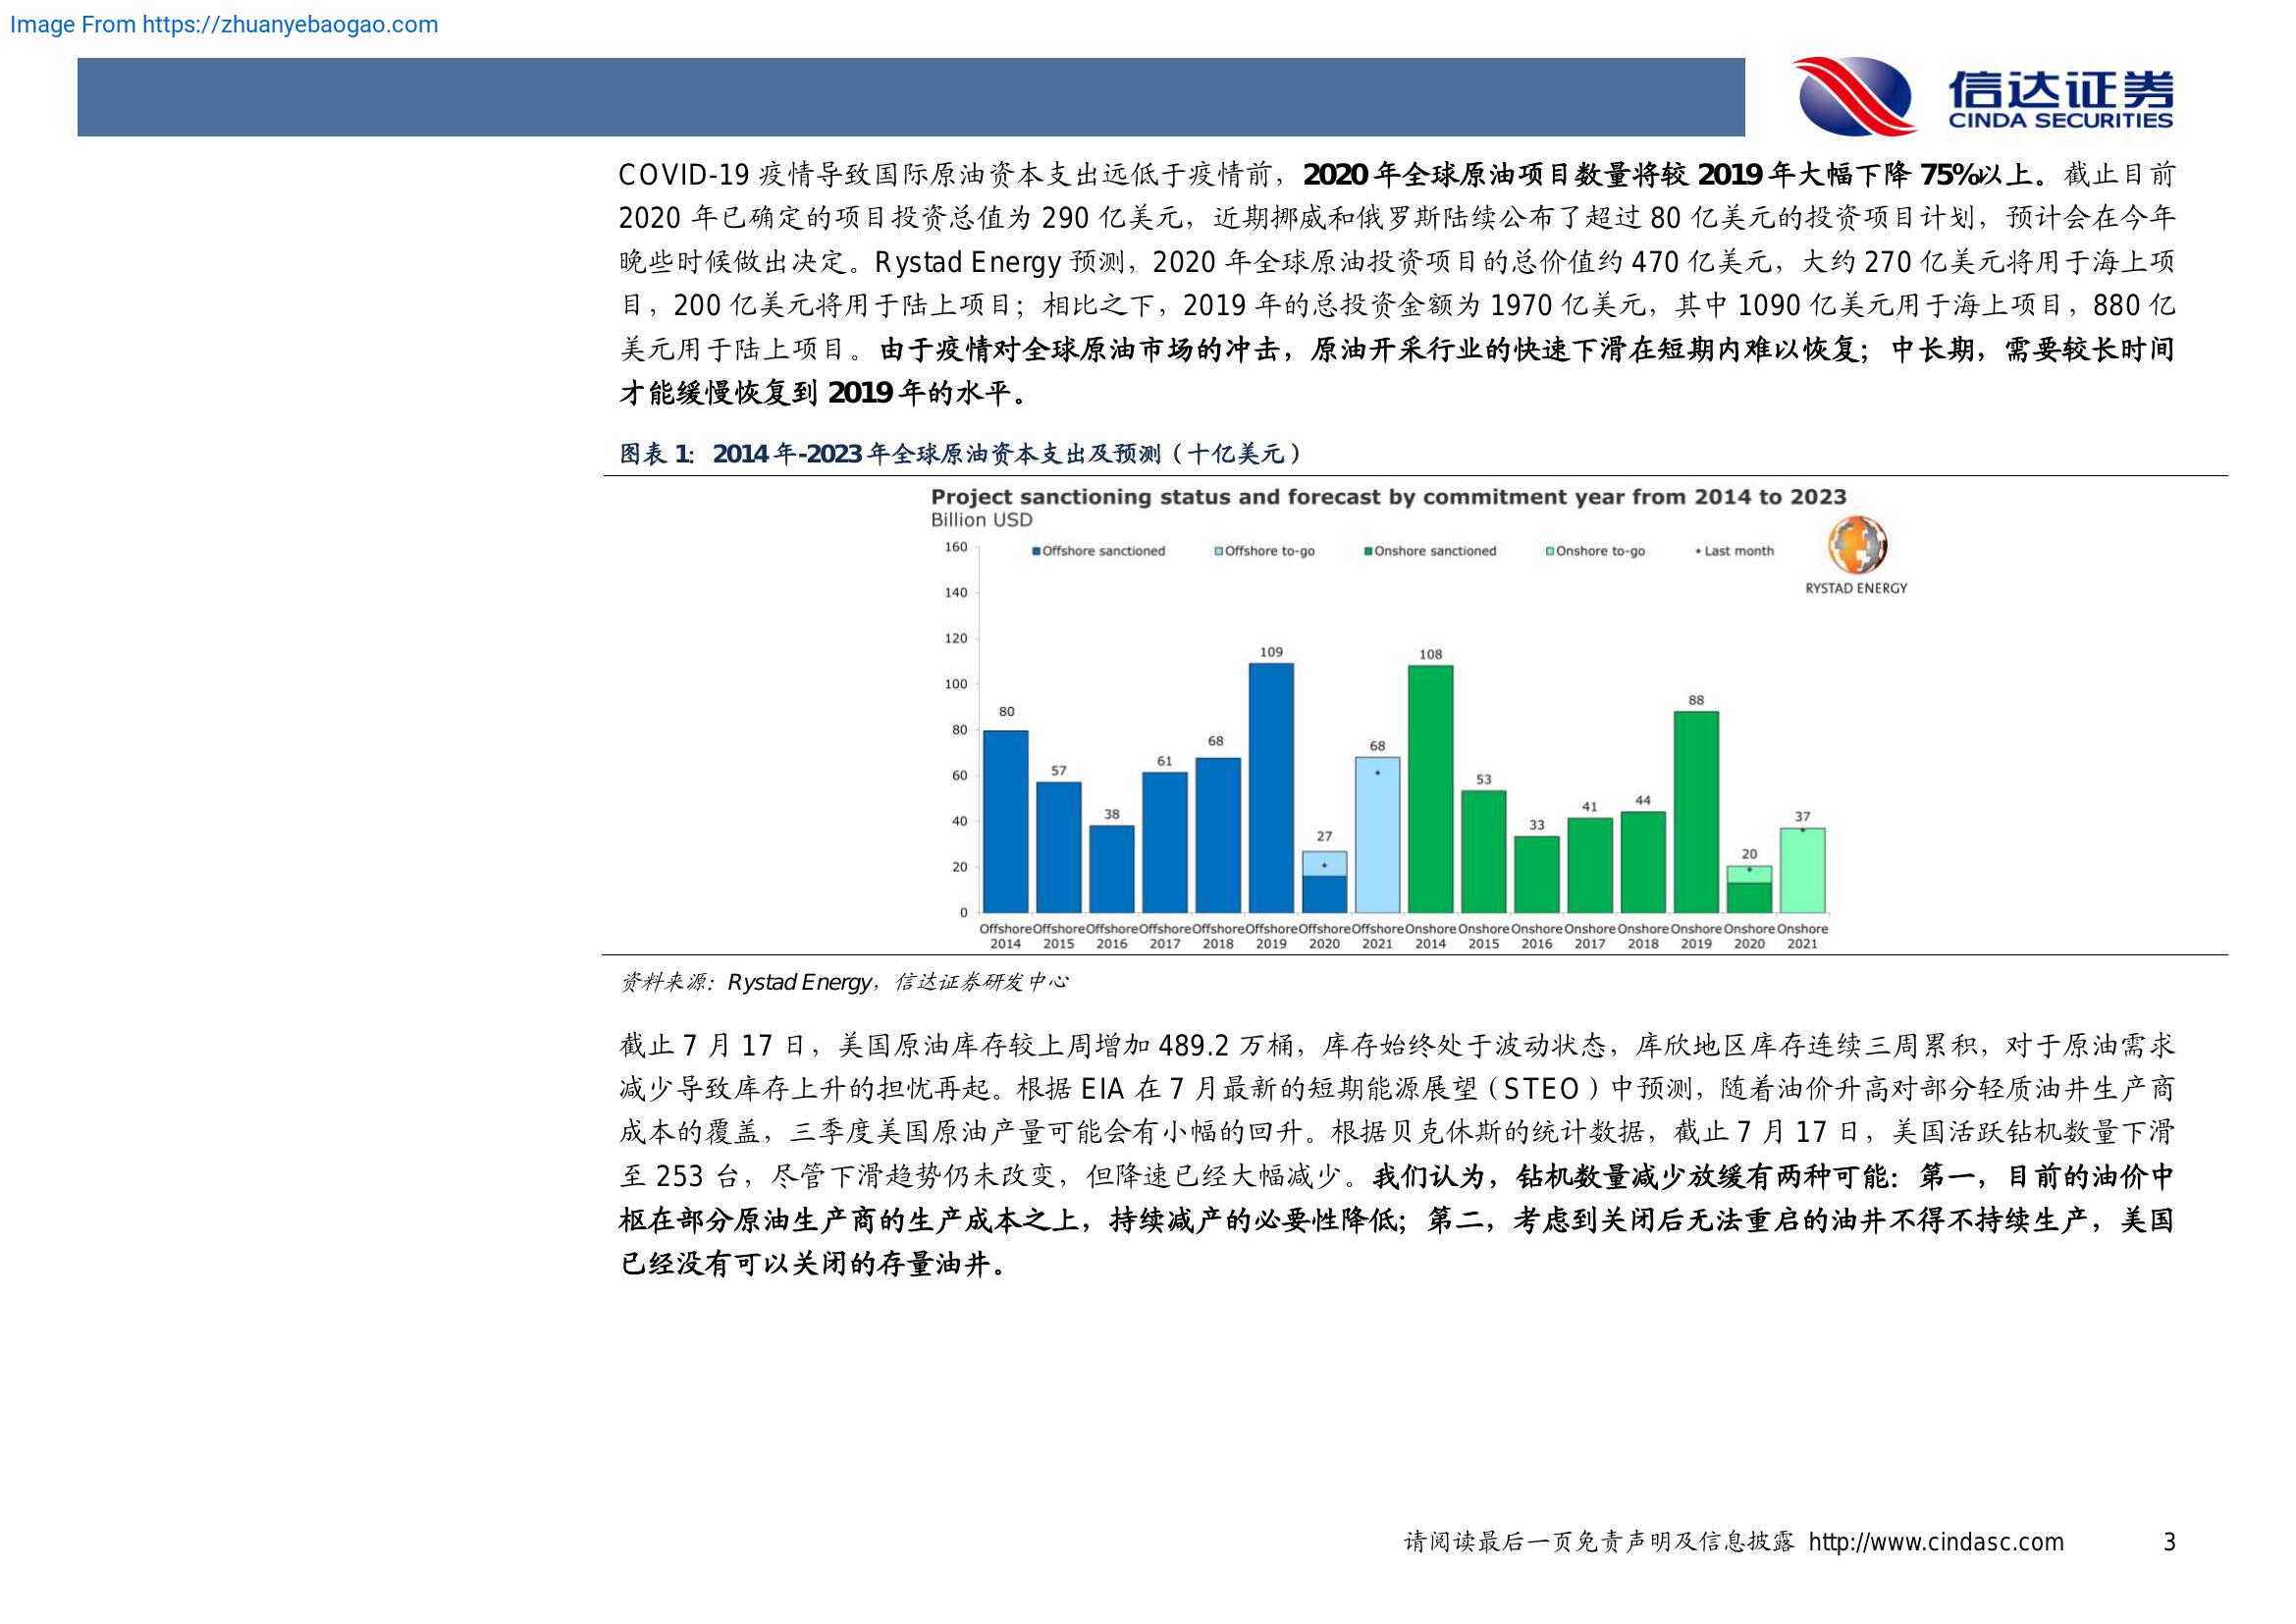 Image From https://zhuanyebaogao.com
信达证券
CINDA SECURITIES
COVID-19 疫情导致国际原油资本支出远低于疫情前，2020 年全球原油项目数量将较 2019 年大幅下降 75%以上。截止目前
2020 年已确定的项目投资总值为 290 亿美元，近期挪威和俄罗斯陆续公布了超过 80 亿美元的投资项目计划，预计会在今年
晚些时候做出决定。Rystad Energy 预测，2020 年全球原油投资项目的总价值约 470 亿美元，大约 270 亿美元将用于海上项
目，200 亿美元将用于陆上项目；相比之下，2019 年的总投资金额为 1970 亿美元，其中 1090 亿美元用于海上项目，880 亿
美元用于陆上项目。由于疫情对全球原油市场的冲击，原油开采行业的快速下滑在短期内难以恢复；中长期，需要较长时间
才能缓慢恢复到 2019 年的水平。
图表 1：2014 年-2023 年全球原油资本支出及预测（十亿美元）
Project sanctioning status and forecast by commitment year from 2014 to 2023
Billion USD
160 140 120 100 80 60 40 20 0
Offshore sanctioned Offshore to-go Onshore sanctioned Onshore to-go Last month
RYSTAD ENERGY
80 57 38 61 68 109 27 68 108 53 33 41 44 88 20 37
Offshore Offshore Offshore Offshore Offshore Offshore Offshore Offshore Onshore Onshore Onshore Onshore Onshore Onshore Onshore Onshore
2014 2015 2016 2017 2018 2019 2020 2021 2014 2015 2016 2017 2018 2019 2020 2021
资料来源：Rystad Energy，信达证券研发中心
截止 7 月 17 日，美国原油库存较上周增加 489.2 万桶，库存始终处于波动状态，库欣地区库存连续三周累积，对于原油需求
减少导致库存上升的担忧再起。根据 EIA 在 7 月最新的短期能源展望（STEO）中预测，随着油价升高对部分轻质油井生产商
成本的覆盖，三季度美国原油产量可能会有小幅的回升。根据贝克休斯的统计数据，截止 7 月 17 日，美国活跃钻机数量下滑
至 253 台，尽管下滑趋势仍未改变，但降速已经大幅减少。我们认为，钻机数量减少放缓有两种可能：第一，目前的油价中
枢在部分原油生产商的生产成本之上，持续减产的必要性降低；第二，考虑到关闭后无法重启的油井不得不持续生产，美国
已经没有可以关闭的存量油井。
请阅读最后一页免责声明及信息披露 http://www.cindasc.com 3